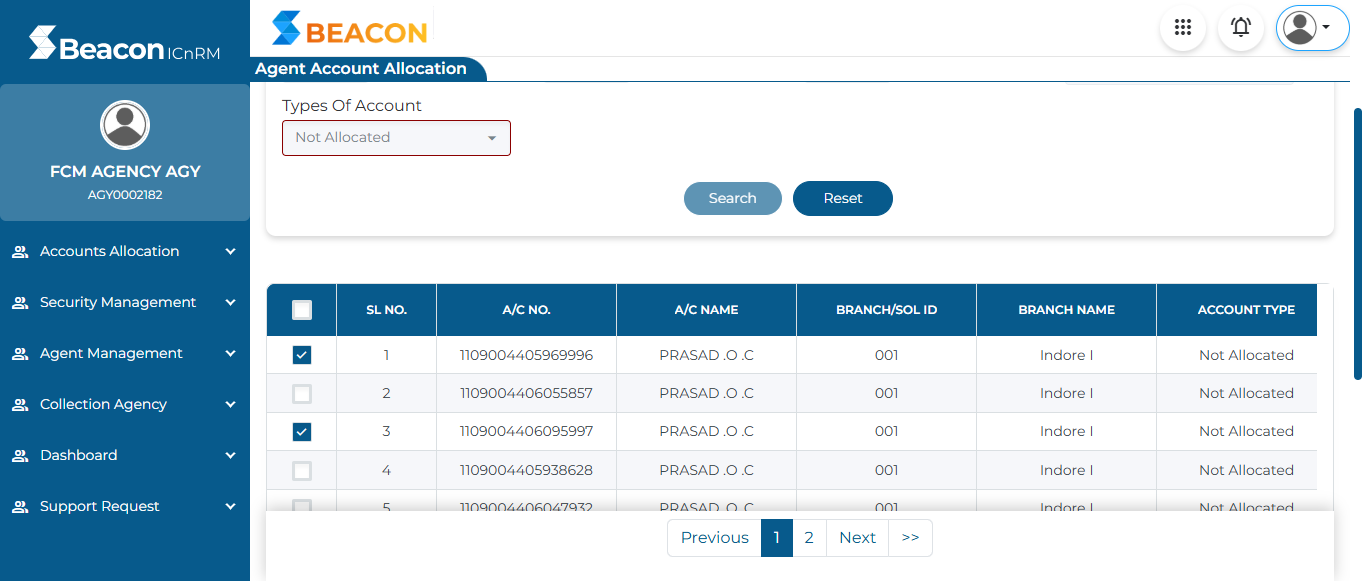 Beacon ICnRM
BEACON
Agent Account Allocation
FCM AGENCY AGY
AGY0002182
Accounts Allocation
Security Management
Agent Management
Collection Agency
Dashboard
Support Request
Types Of Account
Not Allocated
Search Reset
SL NO. A/C NO. A/C NAME BRANCH/SOL ID BRANCH NAME ACCOUNT TYPE
1 1109004405969996 PRASAD .O .C 001 Indore I Not Allocated
2 1109004406055857 PRASAD .O .C 001 Indore I Not Allocated
3 1109004406095997 PRASAD .O .C 001 Indore I Not Allocated
4 1109004405938628 PRASAD .O .C 001 Indore I Not Allocated
5 1109004406047932 PRASAD .O .C 001 Indore I Not Allocated
Previous 1 2 Next >>